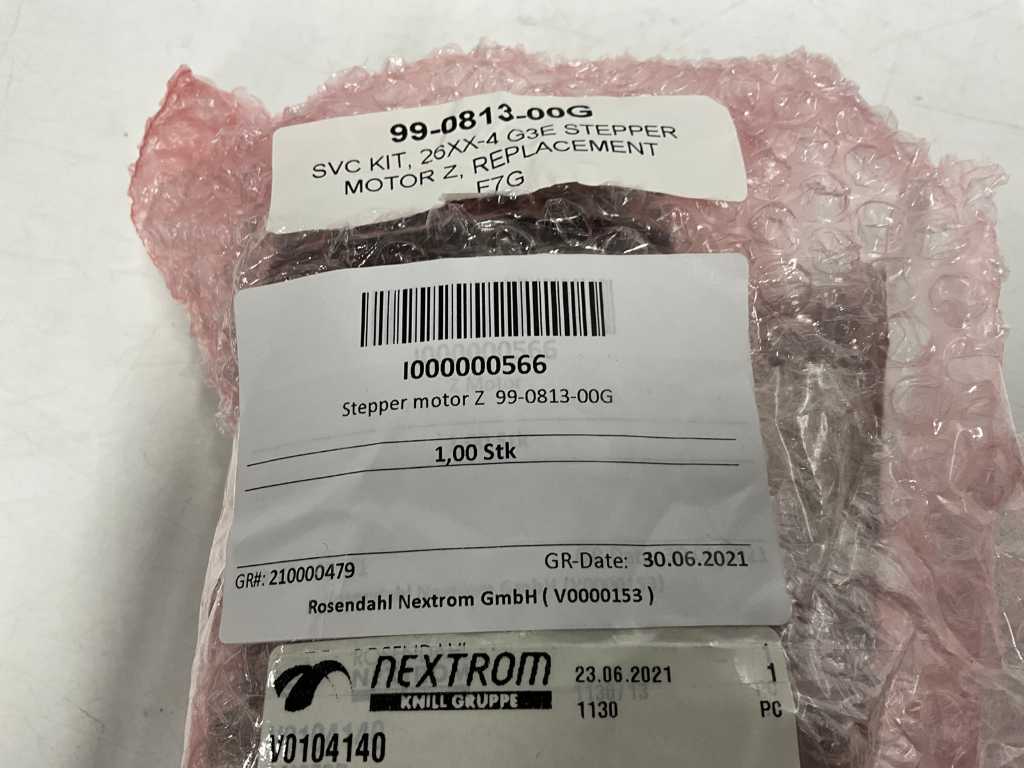 99-0813-00G
SVC KIT, 26XX-4 G3E STEPPER
MOTOR Z, REPLACEMENT
F7G
I000000566
Stepper motor Z 99-0813-00G
1,00 Stk
GR#: 210000479
GR-Date: 30.06.2021
Rosendahl Nextrom GmbH ( V0000153 )
NEXTROM
KNILL GRUPPE
23.06.2021 1
1130 PC
V0104140